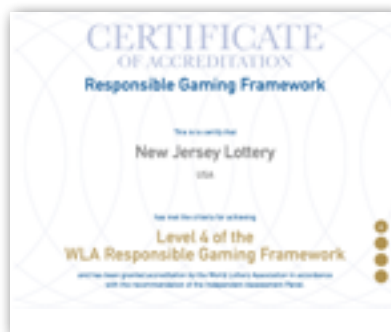 CERTIFICATE
OF ACCREDITATION
Responsible Gaming Framework
This is to certify that
New Jersey Lottery
USA
has met the criteria for achieving
Level 4 of the
WLA Responsible Gaming Framework
and has been granted accreditation by the World Lottery Association in accordance
with the recommendation of the Independent Assessment Panel.